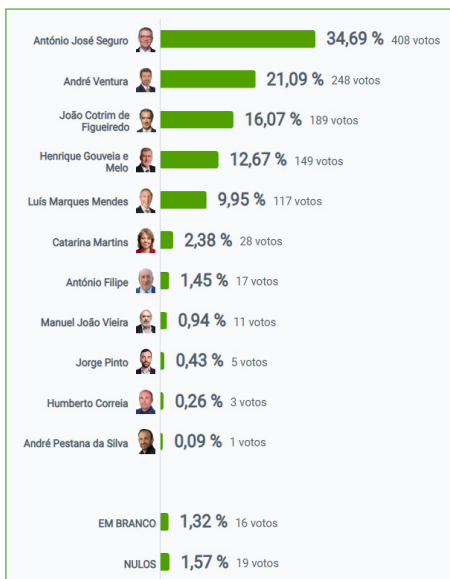 António José Seguro 34,69 % 408 votos
André Ventura 21,09 % 248 votos
João Cotrim de
Figueiredo 16,07 % 189 votos
Henrique Gouveia e
Melo 12,67 % 149 votos
Luís Marques Mendes 9,95 % 117 votos
Catarina Martins 2,38 % 28 votos
António Filipe 1,45 % 17 votos
Manuel João Vieira 0,94 % 11 votos
Jorge Pinto 0,43 % 5 votos
Humberto Correia 0,26 % 3 votos
André Pestana da Silva 0,09 % 1 votos
EM BRANCO 1,32 % 16 votos
NULOS 1,57 % 19 votos